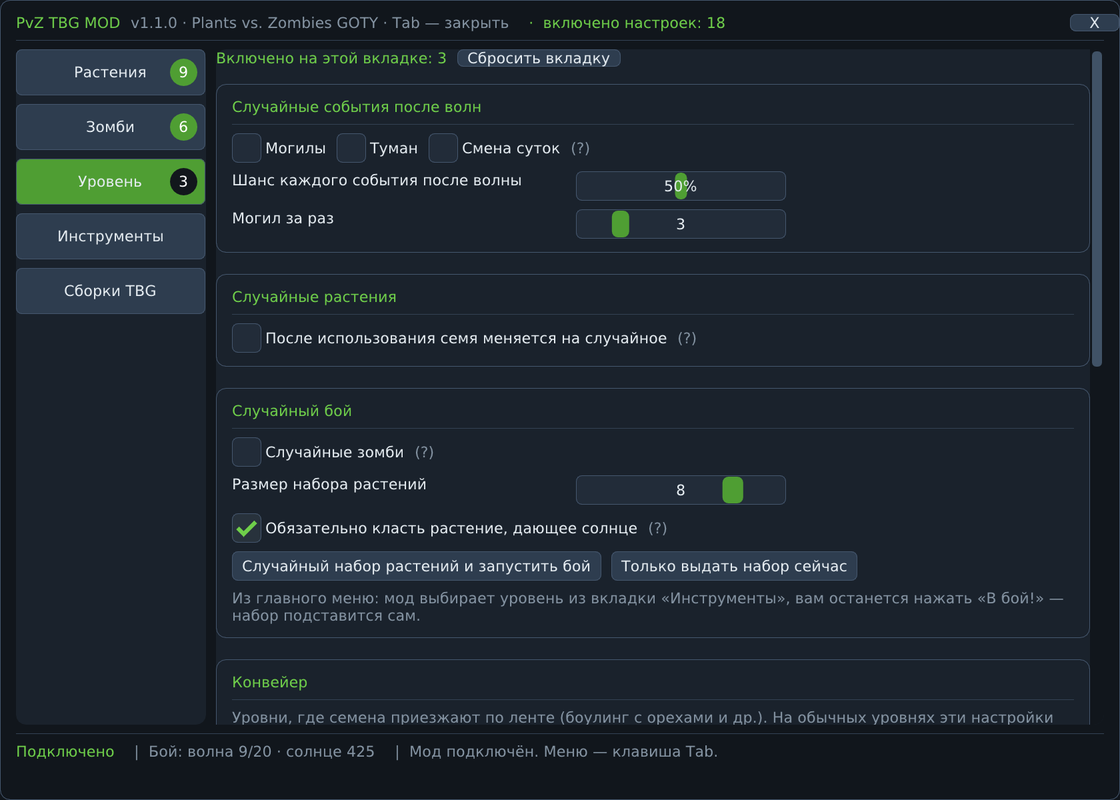 PvZ TBG MOD v1.1.0 · Plants vs. Zombies GOTY · Tab — закрыть · включено настроек: 18 X
Растения 9
Зомби 6
Уровень 3
Инструменты
Сборки TBG
Включено на этой вкладке: 3 Сбросить вкладку
Случайные события после волн
Могилы Туман Смена суток (?)
Шанс каждого события после волны 50%
Могил за раз 3
Случайные растения
После использования семя меняется на случайное (?)
Случайный бой
Случайные зомби (?)
Размер набора растений 8
Обязательно класть растение, дающее солнце (?)
Случайный набор растений и запустить бой Только выдать набор сейчас
Из главного меню: мод выбирает уровень из вкладки «Инструменты», вам останется нажать «В бой!» —
набор подставится сам.
Конвейер
Уровни, где семена приезжают по ленте (боулинг с орехами и др.). На обычных уровнях эти настройки
Подключено | Бой: волна 9/20 · солнце 425 | Мод подключён. Меню — клавиша Tab.